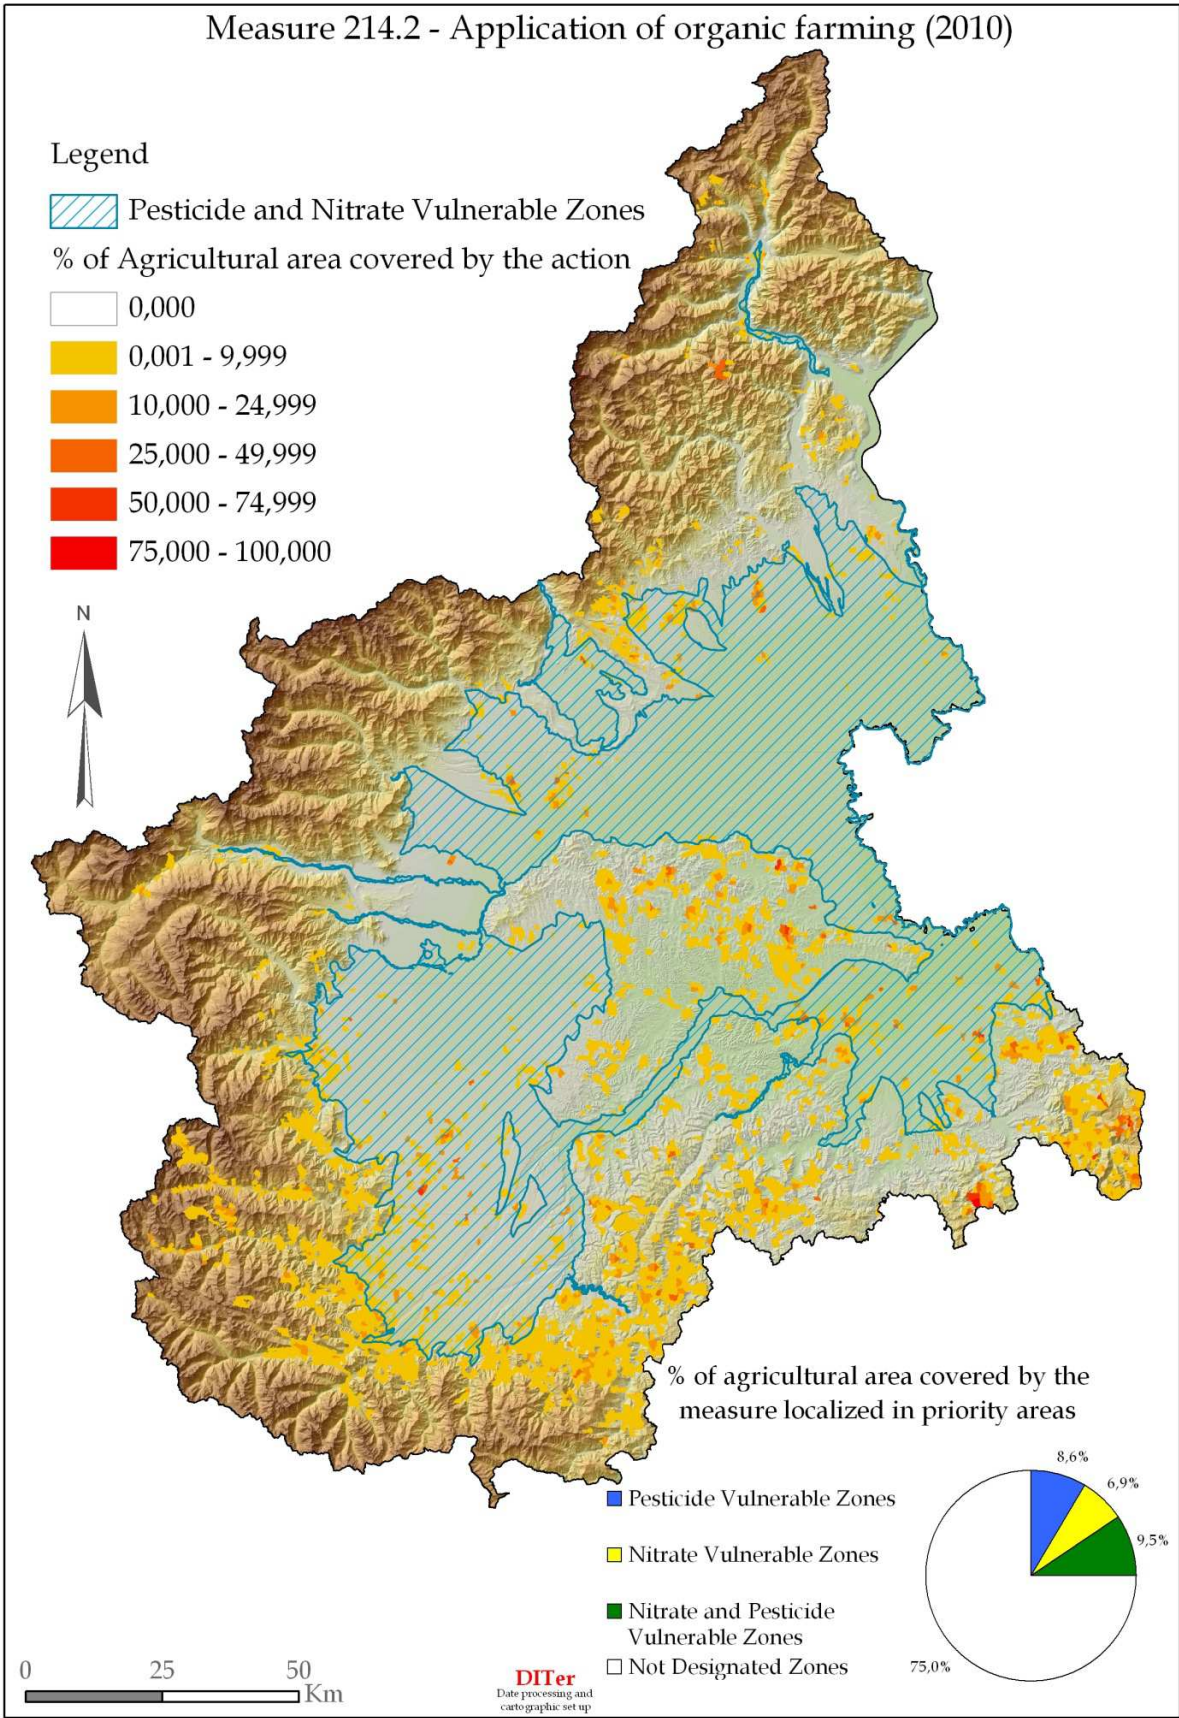 Measure 214.2 - Application of organic farming (2010)
Legend
Pesticide and Nitrate Vulnerable Zones
% of Agricultural area covered by the action
0,000
0,001 - 9,999
10,000 - 24,999
25,000 - 49,999
50,000 - 74,999
75,000 - 100,000
N
% of agricultural area covered by the
measure localized in priority areas
8,6%
6,9%
9,5%
75,0%
Pesticide Vulnerable Zones
Nitrate Vulnerable Zones
Nitrate and Pesticide
Vulnerable Zones
Not Designated Zones
0 25 50
Km
DITer
Date processing and
cartographic set up